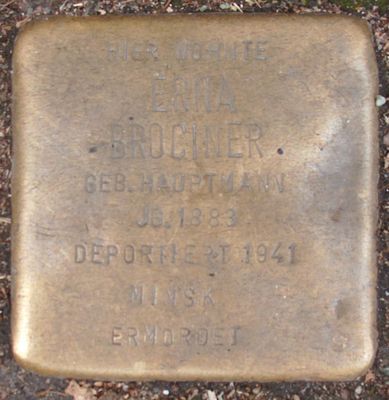 HIER WOHNTE
ERNA
BROCINER
GEB. HAUPTMANN
JG. 1883
DEPORTIERT 1941
MINSK
ERMORDET